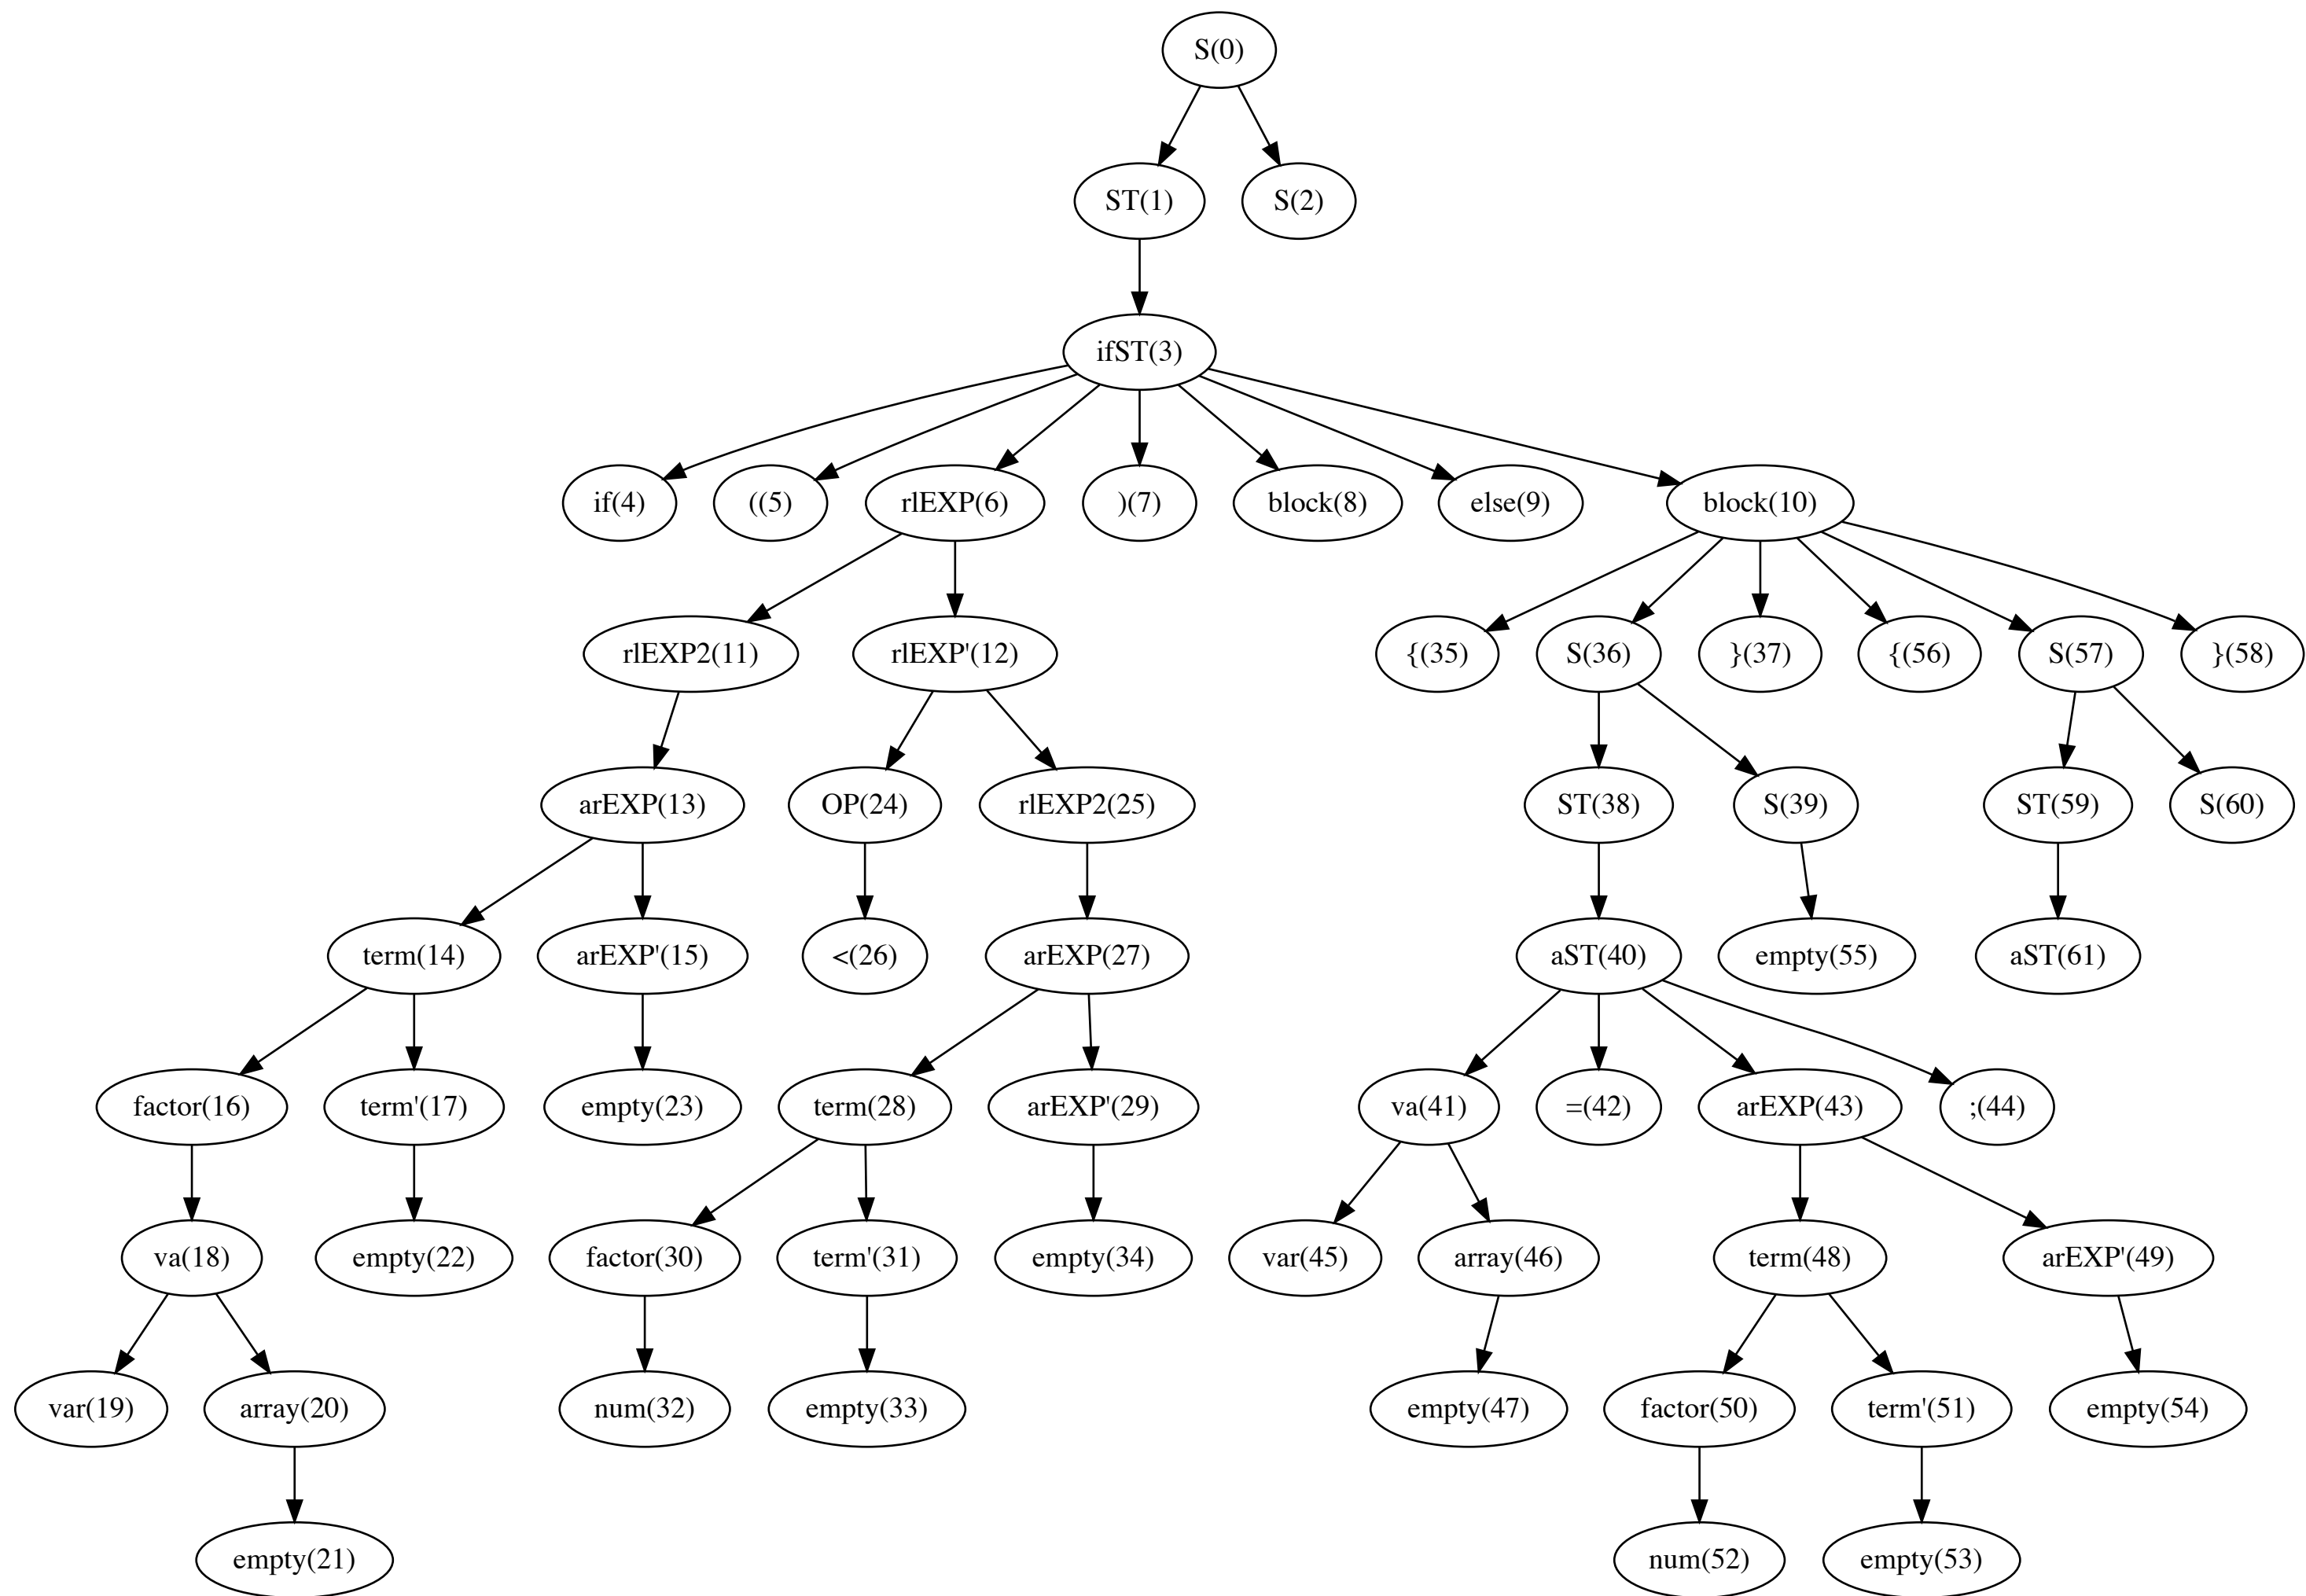 S(0)
ST(1)
S(2)
ifST(3)
if(4)
((5)
rlEXP(6)
)(7)
block(8)
else(9)
block(10)
rlEXP2(11)
rlEXP'(12)
{(35)
S(36)
}(37)
{(56)
S(57)
}(58)
arEXP(13)
OP(24)
rlEXP2(25)
ST(38)
S(39)
ST(59)
S(60)
term(14)
arEXP'(15)
<(26)
arEXP(27)
aST(40)
empty(55)
aST(61)
factor(16)
term'(17)
empty(23)
term(28)
arEXP'(29)
va(41)
=(42)
arEXP(43)
;(44)
va(18)
empty(22)
factor(30)
term'(31)
empty(34)
var(45)
array(46)
term(48)
arEXP'(49)
var(19)
array(20)
num(32)
empty(33)
empty(47)
factor(50)
term'(51)
empty(54)
empty(21)
num(52)
empty(53)